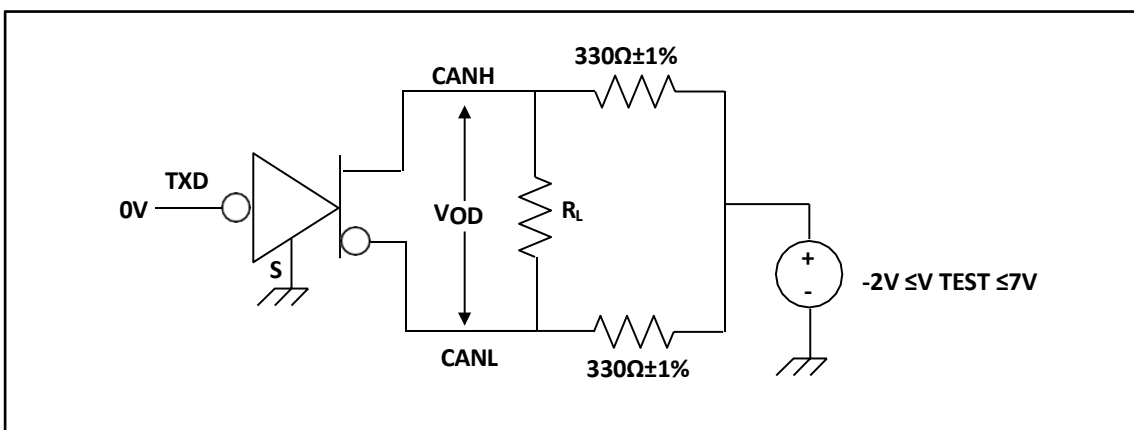 330Ω±1%
CANH
TXD
0V
VOD
RL
S
+
-
-2V ≤V TEST ≤7V
CANL
330Ω±1%